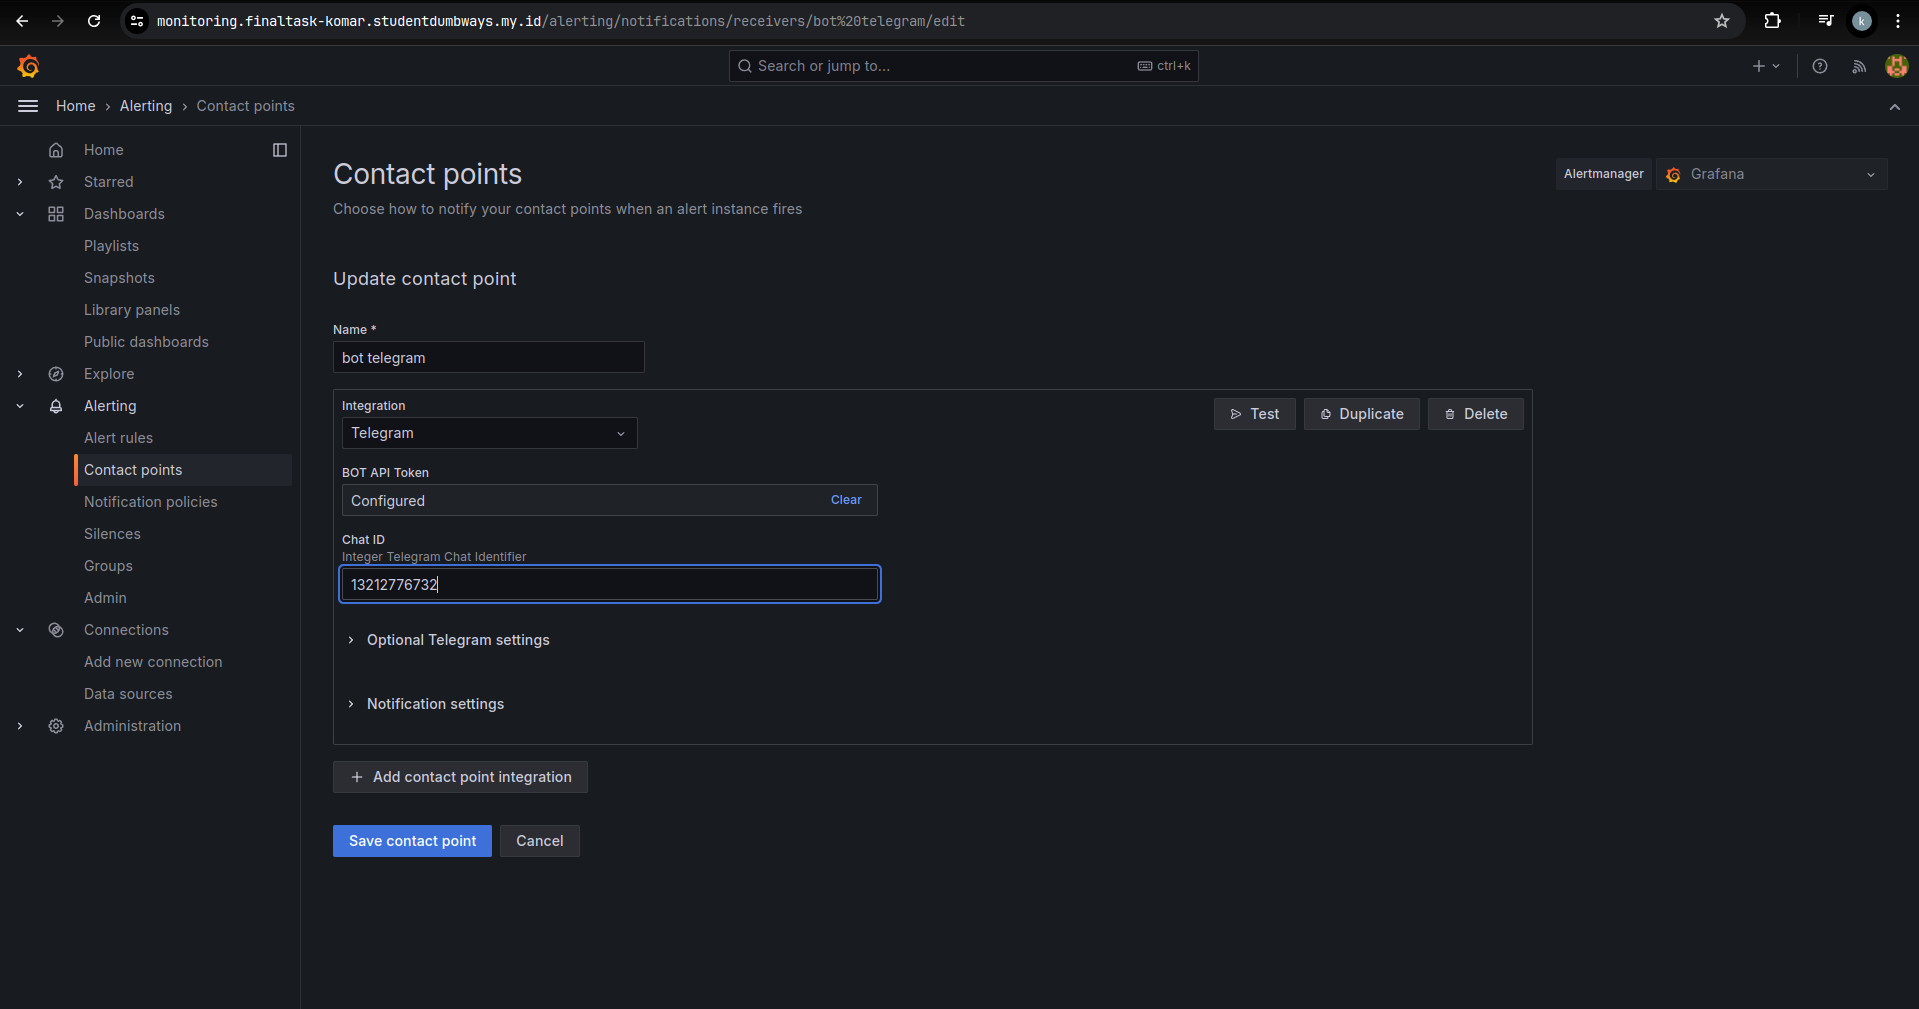 monitoring.finaltask-komar.studentdumbways.my.id/alerting/notifications/receivers/bot%20telegram/edit
k
Search or jump to...
ctrl+k
Home
Alerting
Contact points
Home
Starred
Dashboards
Playlists
Snapshots
Library panels
Public dashboards
Explore
Alerting
Alert rules
Contact points
Notification policies
Silences
Groups
Admin
Connections
Add new connection
Data sources
Administration
Contact points
Choose how to notify your contact points when an alert instance fires
Alertmanager
Grafana
Update contact point
Name *
bot telegram
Integration
Telegram
Test
Duplicate
Delete
BOT API Token
Configured
Clear
Chat ID
Integer Telegram Chat Identifier
13212776732
Optional Telegram settings
Notification settings
Add contact point integration
Save contact point
Cancel